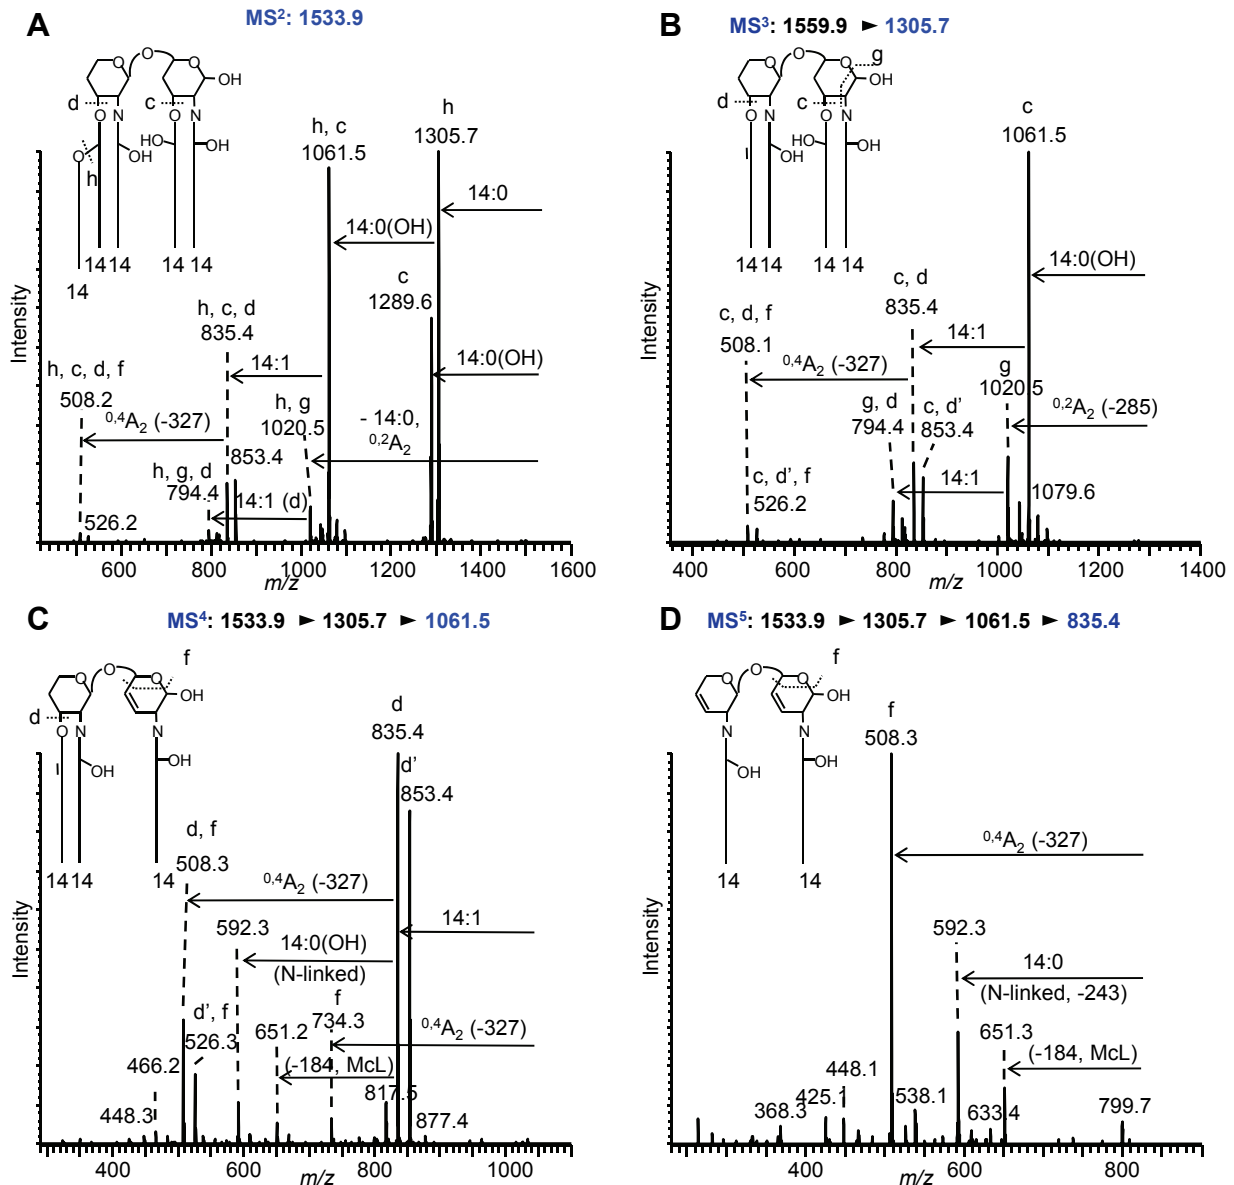 A
MS²: 1533.9
O
O
O
OH
d
c
O
N
O
N
O
OH
HO
OH
h
14 14
14 14
14
h, c
1061.5
h
1305.7
14:0
14:0(OH)
c
1289.6
14:0(OH)
h, c, d
835.4
14:1
h, c, d, f
508.2
0,4A2 (-327)
h, g
1020.5
- 14:0,
0,2A2
853.4
h, g, d
794.4
14:1 (d)
526.2
Intensity
600
800
1000
1200
1400
1600
m/z
B
MS³: 1559.9 ► 1305.7
O
O
O
g
OH
d
c
O
N
O
N
OH
HO
OH
14 14
14 14
c
1061.5
14:0(OH)
c, d
835.4
14:1
c, d, f
508.1
0,4A2 (-327)
g
1020.5
0,2A2 (-285)
g, d
794.4
c, d'
853.4
c, d', f
526.2
14:1
1079.6
Intensity
400
600
800
1000
1200
1400
m/z
C
MS⁴: 1533.9 ► 1305.7 ► 1061.5
O
O
O
f
OH
d
O
N
N
OH
OH
14 14
14
d
835.4
d'
853.4
d, f
508.3
0,4A2 (-327)
14:1
592.3
14:0(OH)
(N-linked)
d', f
526.3
651.2
f
734.3
0,4A2 (-327)
(-184, McL)
466.2
448.3
817.5
877.4
Intensity
400
600
800
1000
m/z
D
MS⁵: 1533.9 ► 1305.7 ► 1061.5 ► 835.4
O
O
O
f
OH
N
N
OH
OH
14
14
f
508.3
0,4A2 (-327)
592.3
14:0
(N-linked, -243)
651.3
(-184, McL)
448.1
425.1
368.3
538.1
633.4
799.7
Intensity
400
600
800
m/z